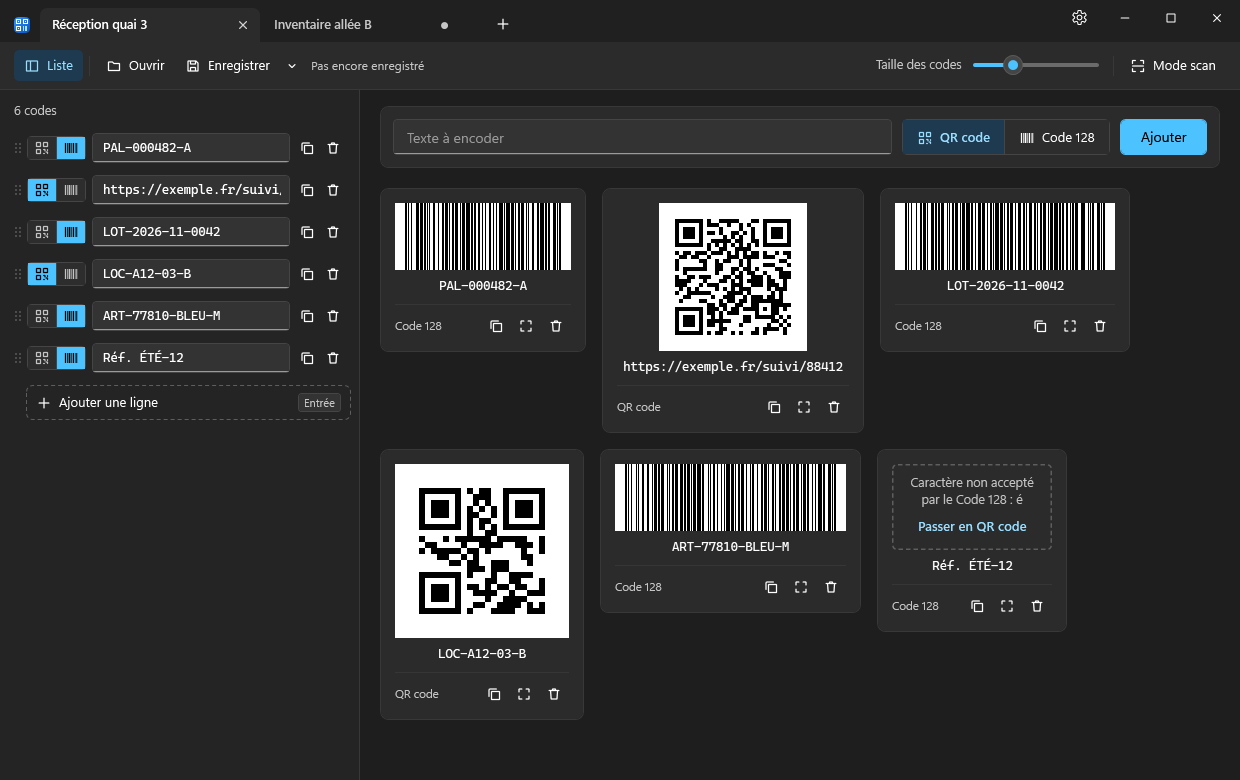 Réception quai 3
Inventaire allée B
Liste
Ouvrir
Enregistrer
Pas encore enregistré
Taille des codes
Mode scan
6 codes
PAL-000482-A
https://exemple.fr/suivi,
LOT-2026-11-0042
LOC-A12-03-B
ART-77810-BLEU-M
Réf. ÉTÉ-12
Ajouter une ligne
Entrée
Texte à encoder
QR code
Code 128
Ajouter
PAL-000482-A
Code 128
https://exemple.fr/suivi/88412
QR code
LOT-2026-11-0042
Code 128
LOC-A12-03-B
QR code
ART-77810-BLEU-M
Code 128
Caractère non accepté
par le Code 128 : é
Passer en QR code
Réf. ÉTÉ-12
Code 128